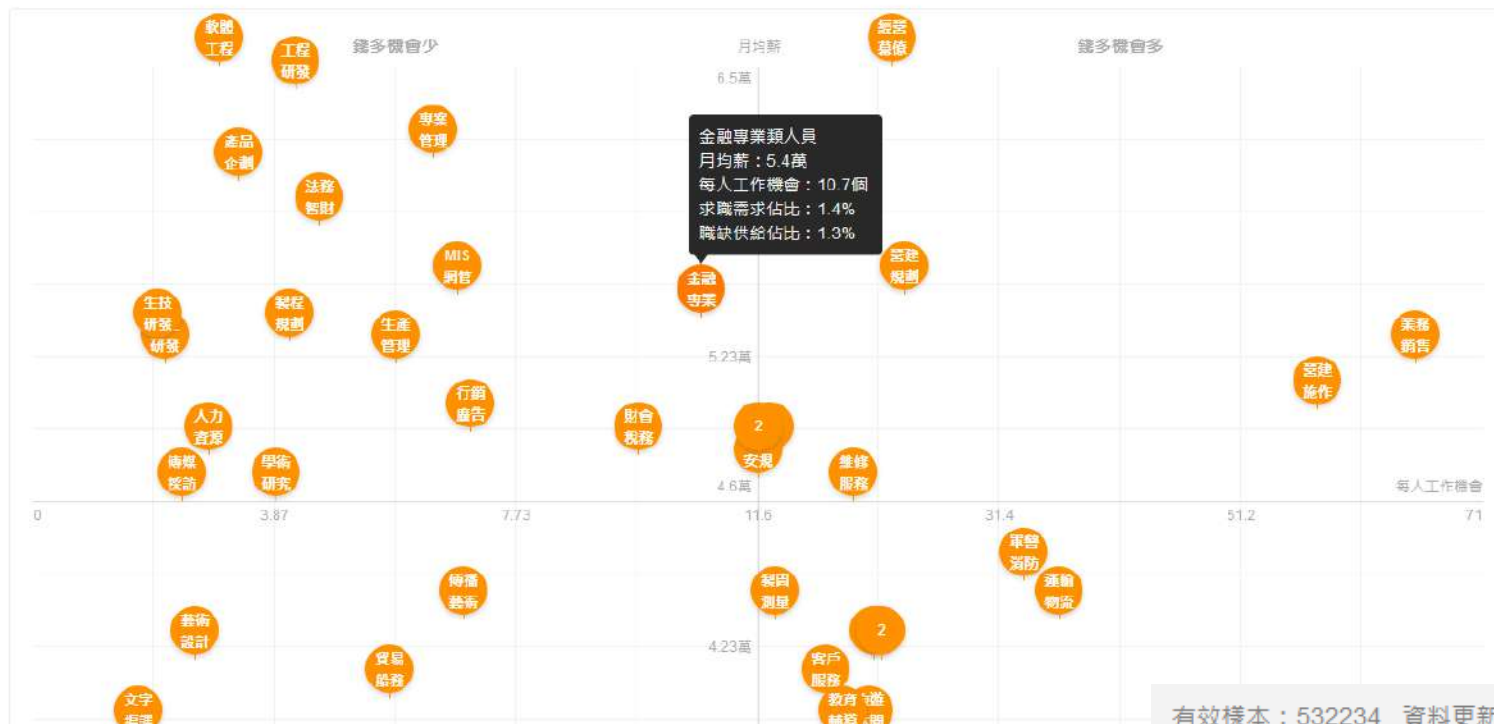 軟體
工程
工程
研發
錢多機會少
月均薪
經營
幕僚
錢多機會多
6.5萬
產品
企劃
專案
管理
金融專業類人員
月均薪：5.4萬
每人工作機會：10.7個
求職需求佔比：1.4%
職缺供給佔比：1.3%
法務
智財
MIS
網管
金融
專業
營建
規劃
生技
研發
研發
製程
規劃
生產
管理
5.23萬
業務
銷售
營建
施作
行銷
廣告
人力
資源
財會
稅務
2
安規
傳媒
採訪
學術
研究
維修
服務
4.6萬
每人工作機會
0
3.87
7.73
11.6
31.4
51.2
71
軍警
消防
傳播
藝術
製圖
測量
運輸
物流
藝術
設計
2
4.23萬
貿易
船務
客戶
服務
文字
教育
遊
有效樣本：532234
資料更新